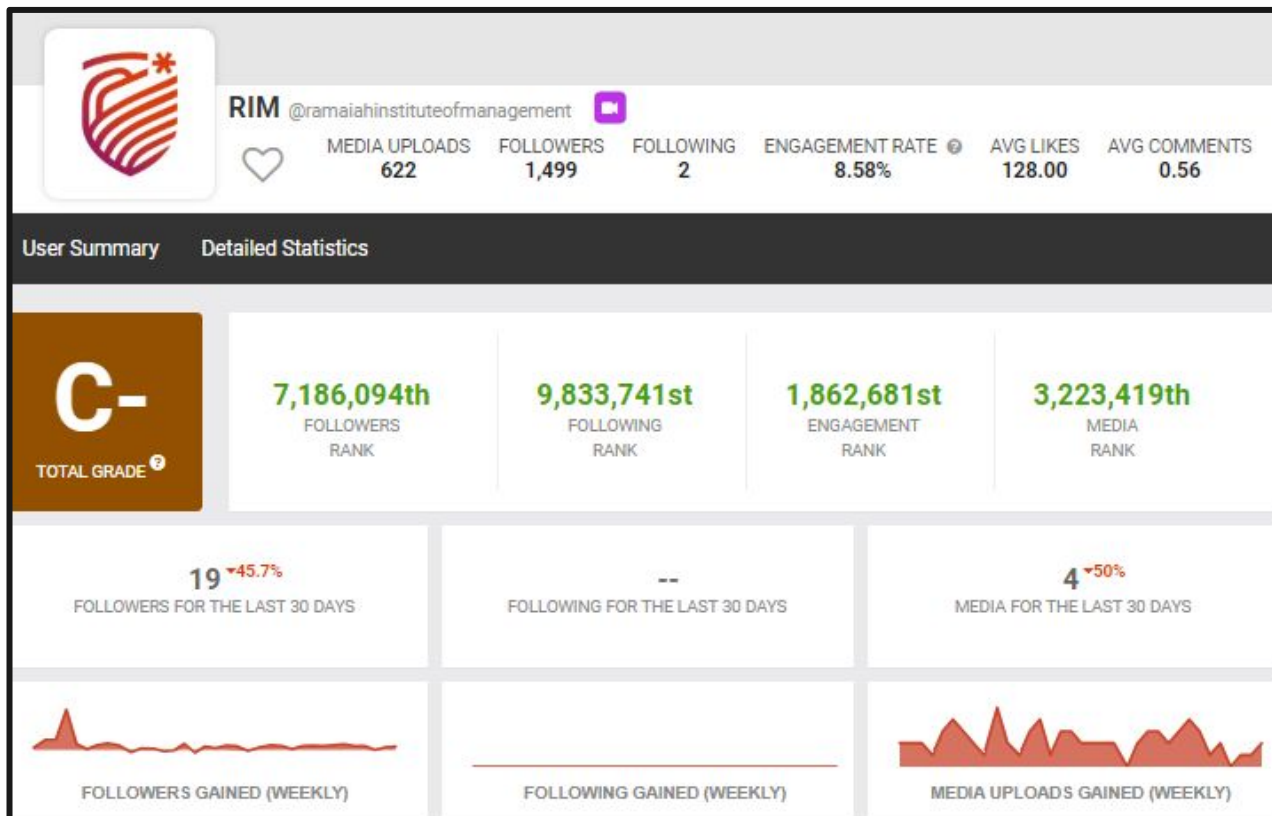 RIM @ramaiahinstituteofmanagement
MEDIA UPLOADS FOLLOWERS FOLLOWING ENGAGEMENT RATE ? AVG LIKES AVG COMMENTS
622 1,499 2 8.58% 128.00 0.56
User Summary Detailed Statistics
C-
TOTAL GRADE ?
7,186,094th 9,833,741st 1,862,681st 3,223,419th
FOLLOWERS FOLLOWING ENGAGEMENT MEDIA
RANK RANK RANK RANK
19 45.7% -- 4 50%
FOLLOWERS FOR THE LAST 30 DAYS FOLLOWING FOR THE LAST 30 DAYS MEDIA FOR THE LAST 30 DAYS
FOLLOWERS GAINED (WEEKLY) FOLLOWING GAINED (WEEKLY) MEDIA UPLOADS GAINED (WEEKLY)